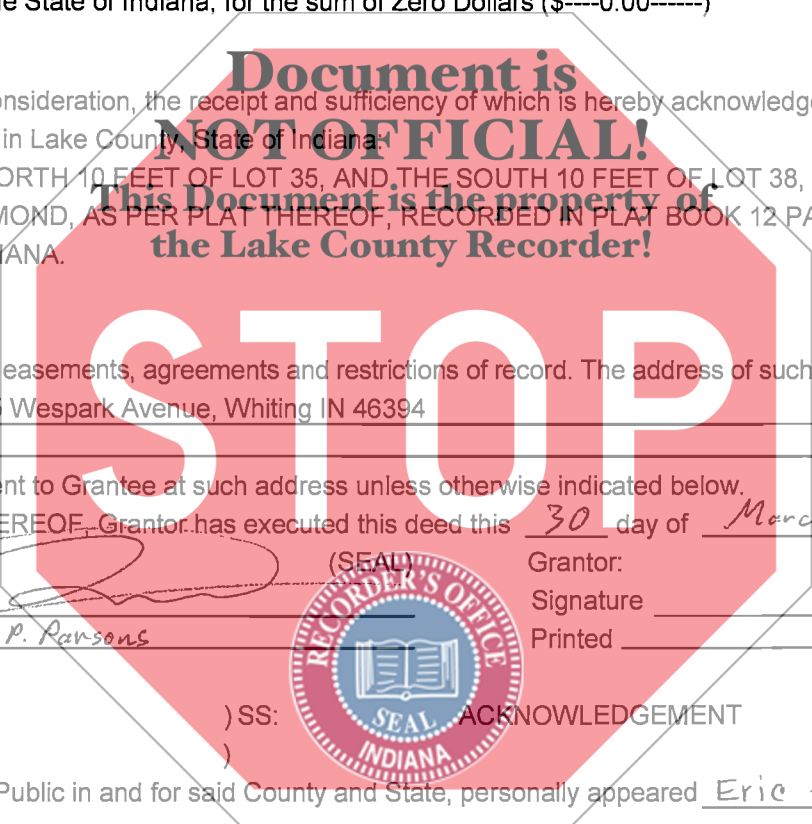 e State of Indiana, for the sum of Zero Dollars ($----0.00------)
Document is
onsideration, the receipt and sufficiency of which is hereby acknowledge
in Lake County, State of Indiana:
NOT OFFICIAL!
ORTH 10 FEET OF LOT 35, AND THE SOUTH 10 FEET OF LOT 38,
This Document is the property of
MOND, AS PER PLAT THEREOF, RECORDED IN PLAT BOOK 12 PA
the Lake County Recorder!
IANA.
STOP
easements, agreements and restrictions of record. The address of such
Wespark Avenue, Whiting IN 46394
nt to Grantee at such address unless otherwise indicated below.
EREOF, Grantor has executed this deed this 30 day of Marc
(SEAL) Grantor:
Signature
P. Parsons Printed
RECORDER'S OFFICE
SEAL
INDIANA
) SS: ACKNOWLEDGEMENT
)
Public in and for said County and State, personally appeared Eric